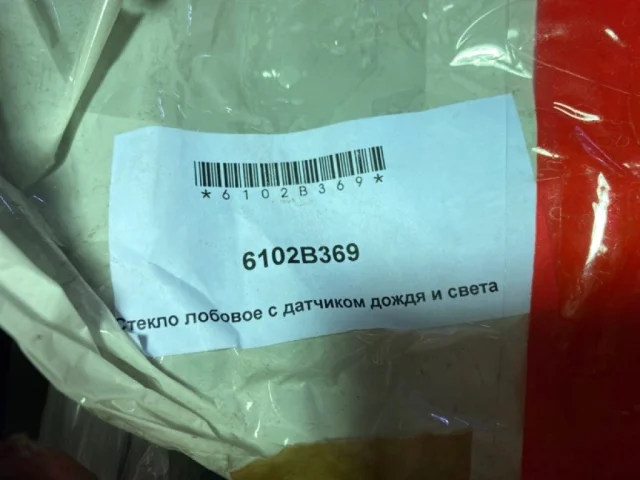 *6102B369*
6102B369
Стекло лобовое с датчиком дождя и света